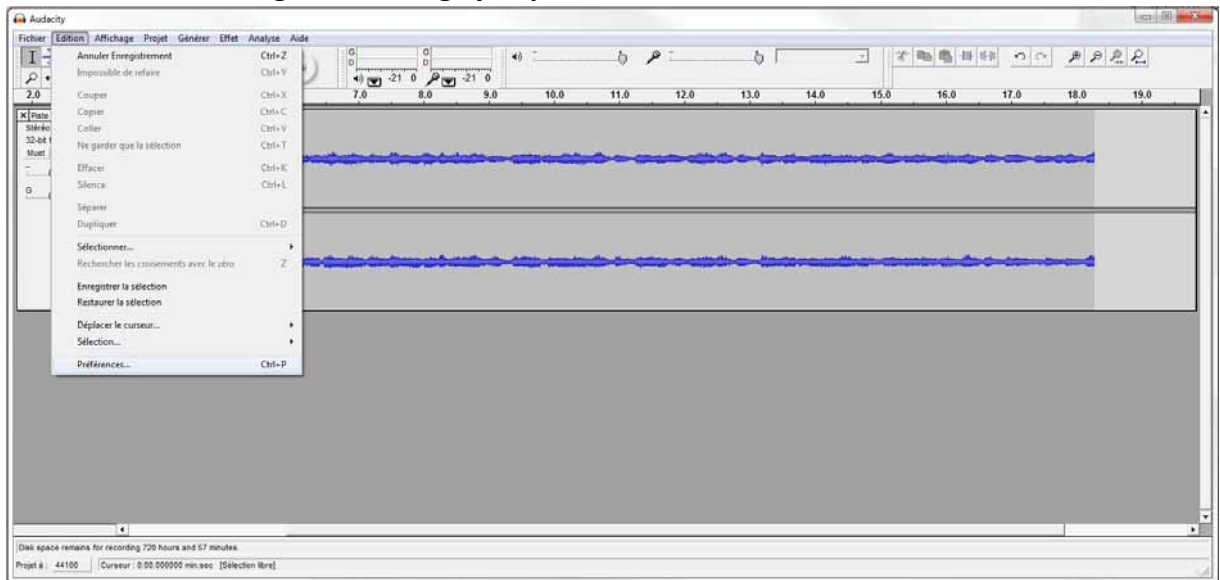 Audacity
Fichier Edition Affichage Projet Générer Effet Analyse Aide
Annuler Enregistrement Ctrl+Z
Impossible de refaire Ctrl+Y
Couper Ctrl+X
Copier Ctrl+C
Coller Ctrl+V
Ne garder que la sélection Ctrl+T
Effacer Ctrl+K
Silence Ctrl+L
Séparer
Dupliquer Ctrl+D
Sélectionner...
Rechercher les croisements avec le zéro Z
Enregistrer la sélection
Restaurer la sélection
Déplacer le curseur...
Sélection...
Préférences... Ctrl+P
G G
D D
-21 0 -21 0
2.0 7.0 8.0 9.0 10.0 11.0 12.0 13.0 14.0 15.0 16.0 17.0 18.0 19.0
X Piste
Stéréo
32-bit
Muet
G
Disk space remains for recording 720 hours and 57 minutes
Projet à : 44100 Curseur : 0:00.000000 min:sec [Sélection libre]